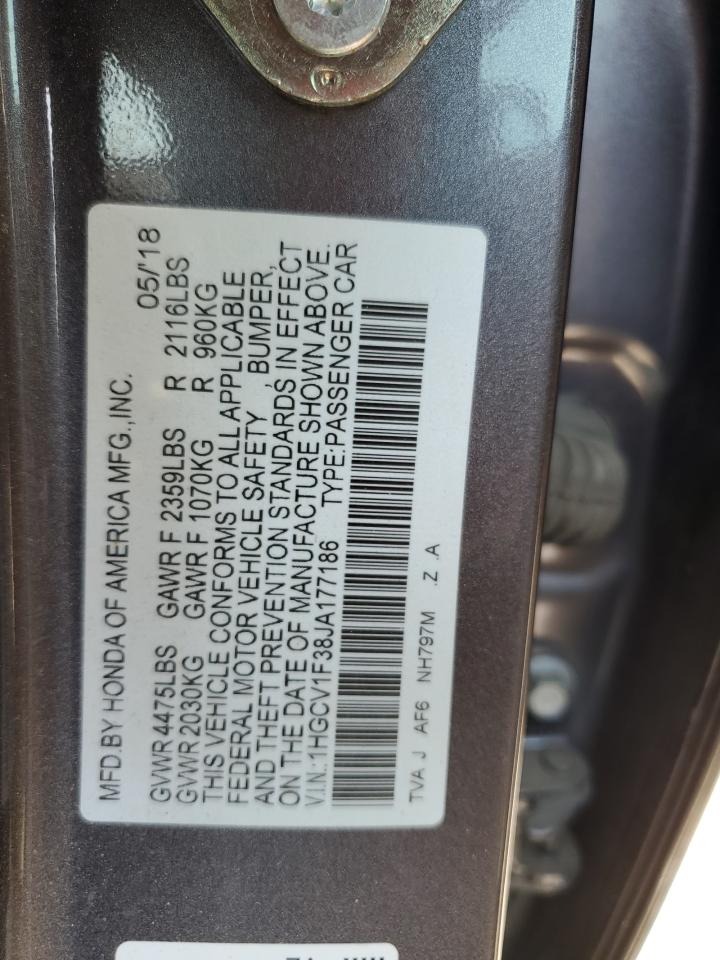 MFD.BY HONDA OF AMERICA MFG.,INC. 05/'18
GVWR 4475LBS GAWR F 2359LBS R 2116LBS
GVWR 2030KG GAWR F 1070KG R 960KG
THIS VEHICLE CONFORMS TO ALL APPLICABLE
FEDERAL MOTOR VEHICLE SAFETY , BUMPER,
AND THEFT PREVENTION STANDARDS IN EFFECT
ON THE DATE OF MANUFACTURE SHOWN ABOVE.
V.I.N.:1HGCV1F38JA177186 TYPE:PASSENGER CAR
TVA J AF6 NH797M .Z .A